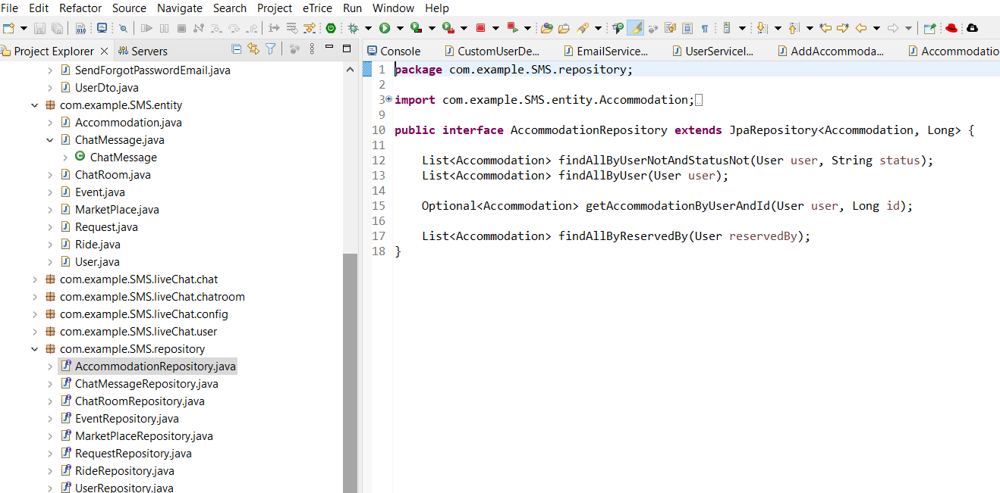 File Edit Refactor Source Navigate Search Project eTrice Run Window Help
Project Explorer Servers
Console CustomUserDe... EmailService... UserServiceI... AddAccommoda... Accommodatio
SendForgotPasswordEmail.java
UserDto.java
com.example.SMS.entity
Accommodation.java
ChatMessage.java
ChatMessage
ChatRoom.java
Event.java
MarketPlace.java
Request.java
Ride.java
User.java
com.example.SMS.liveChat.chat
com.example.SMS.liveChat.chatroom
com.example.SMS.liveChat.config
com.example.SMS.liveChat.user
com.example.SMS.repository
AccommodationRepository.java
ChatMessageRepository.java
ChatRoomRepository.java
EventRepository.java
MarketPlaceRepository.java
RequestRepository.java
RideRepository.java
UserRepository.java
1 package com.example.SMS.repository;
2
3 import com.example.SMS.entity.Accommodation;
9
10 public interface AccommodationRepository extends JpaRepository<Accommodation, Long> {
11
12 List<Accommodation> findAllByUserNotAndStatusNot(User user, String status);
13 List<Accommodation> findAllByUser(User user);
14
15 Optional<Accommodation> getAccommodationByUserAndId(User user, Long id);
16
17 List<Accommodation> findAllByReservedBy(User reservedBy);
18 }